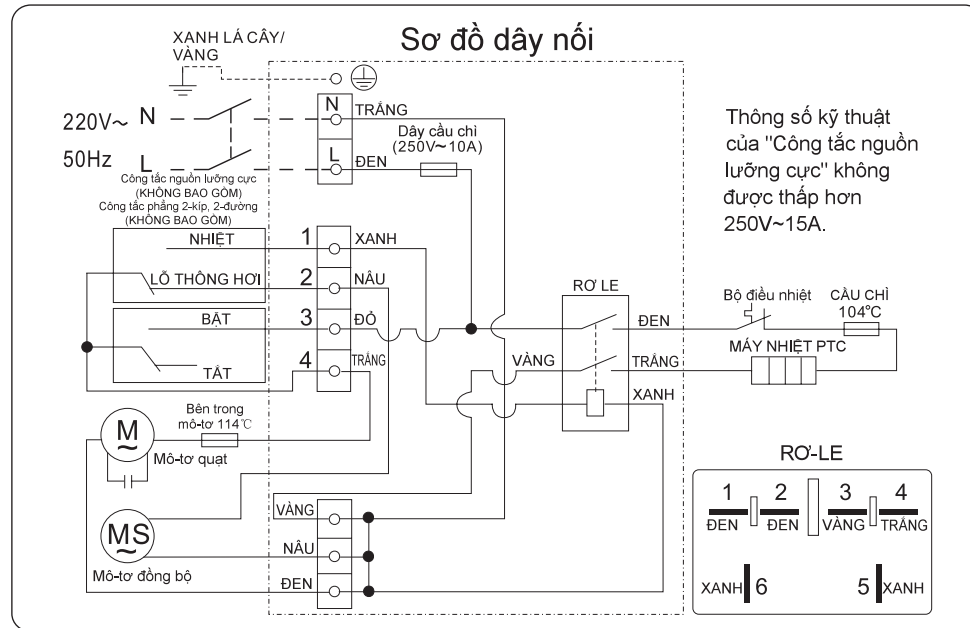 Sơ đồ dây nối
XANH LÁ CÂY/
VÀNG
220V~ N
50Hz L
N
TRẮNG
L
ĐEN
Dây cầu chì
(250V~10A)
Công tắc nguồn lưỡng cực
(KHÔNG BAO GỒM)
Công tắc phẳng 2-kíp, 2-đường
(KHÔNG BAO GỒM)
Thông số kỹ thuật
của "Công tắc nguồn
lưỡng cực" không
được thấp hơn
250V~15A.
NHIỆT
1
XANH
LỖ THÔNG HƠI
2
NÂU
BẬT
3
ĐỎ
TẮT
4
TRẮNG
RƠ LE
ĐEN
VÀNG
TRẮNG
XANH
Bộ điều nhiệt
CẦU CHÌ
104°C
MÁY NHIỆT PTC
M
~
Bên trong
mô-tơ 114℃
Mô-tơ quạt
MS
~
Mô-tơ đồng bộ
VÀNG
NÂU
ĐEN
RƠ-LE
1 2 3 4
ĐEN ĐEN VÀNG TRẮNG
XANH 6 5 XANH